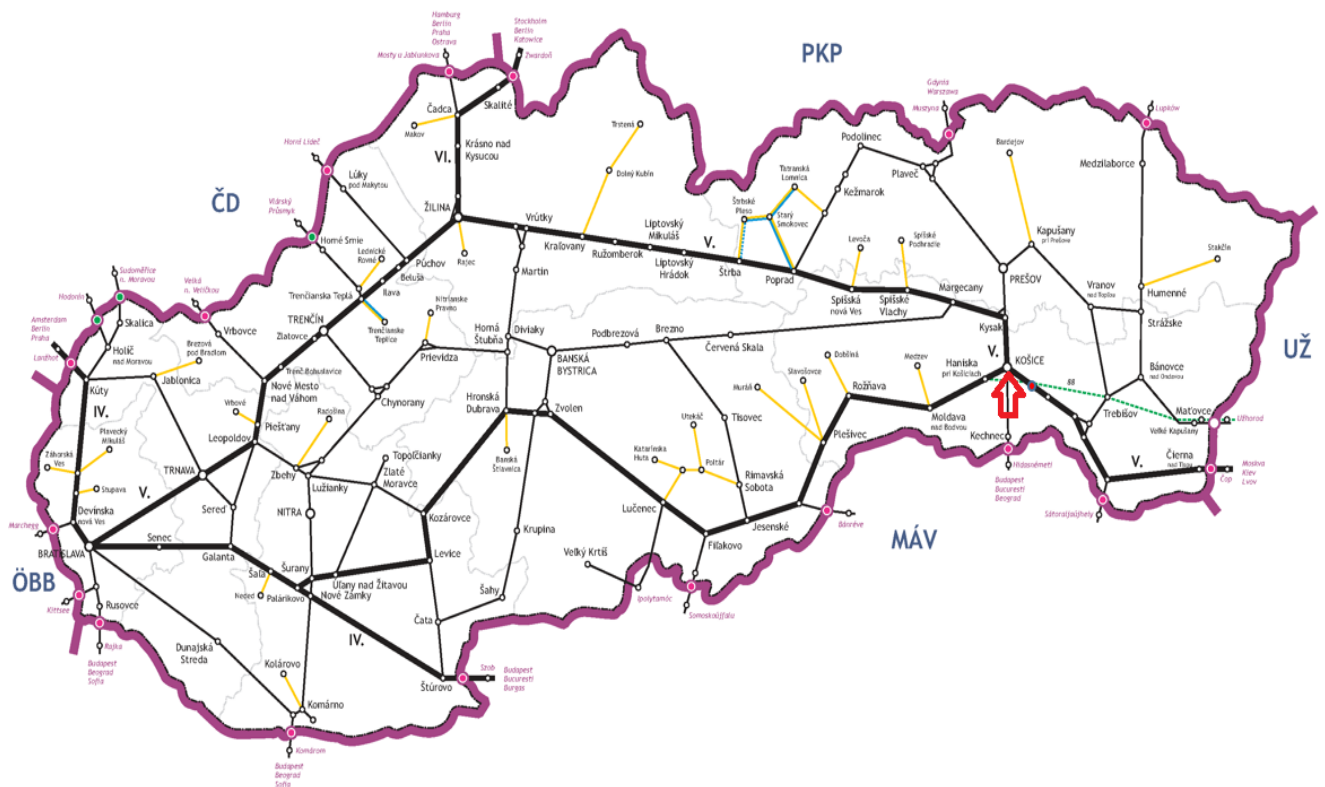 Hamburg
Berlin
Praha
Ostrava
Stockholm
Berlin
Katowice
Mosty u Jablunkova
Zwardoň
PKP
Gdynia
Warszawa
Muszyna
Lupków
Skalité
Čadca
Makov
Trstená
Krásno nad
Kysucou
VI.
Horní Lideč
Lúky
pod Makytou
Dolný Kubín
Podolínec
Plaveč
Bardejov
Medzilaborce
Tatranská
Lomnica
Kežmarok
ČD
Vlárský
Průsmyk
ŽILINA
Vrútky
Štrbské
Pleso
Starý
Smokovec
Horné Srnie
Lednické
Rovné
Púchov
Rajec
Kraľovany
Ružomberok
Liptovský
Mikuláš
Liptovský
Hrádok
V.
Štrba
Poprad
Levoča
Spišské
Podhradie
Kapušany
pri Prešove
Stakčín
Sudoměřice
n. Moravou
Velká
n. Veličkou
Beluša
Ilava
Martin
Trenčianska Teplá
Hodonín
Skalica
Vrbovce
TRENČÍN
Zlatovce
Trenčianske
Teplice
Nitrianske
Pravno
Horná
Štubňa
Diviaky
Podbrezová
Brezno
Červená Skala
Spišská
nová Ves
Spišské
Vlachy
Margecany
Kysak
PREŠOV
Vranov
nad Topľou
Humenné
Strážske
Amsterdam
Berlin
Praha
Lanžhot
Holíč
nad Moravou
Brezová
pod Bradlom
Trenč.Bohuslavice
Prievidza
BANSKÁ
BYSTRICA
Dobšiná
Medzev
Haniska
pri Košiciach
V.
KOŠICE
88
Bánovce
nad Ondavou
UŽ
Kúty
Jablonica
Nové Mesto
nad Váhom
Chynorany
Hronská
Dubrava
Zvolen
Muráň
Slavošovce
Rožňava
Trebišov
Maťovce
Užhorod
Veľké Kapušany
IV.
Vrbové
Piešťany
Radošina
Tisovec
Utekáč
Moldava
nad Bodvou
Kechnec
Plavecký
Mikuláš
Záhorská
Ves
Leopoldov
Topoľčianky
Banská
Štiavnica
Katarínska
Huta
Poltár
Plešivec
Hidasnémeti
Budapest
Bucuresti
Beograd
V.
Čierna
nad Tisou
Čop
Moskva
Kiev
Lvov
TRNAVA
Zbehy
Lužianky
Zlaté
Moravce
Rimavská
Sobota
Stupava
V.
Sereď
NITRA
Kozárovce
Lučenec
Jesenské
Bánréve
Sátoraljaújhely
Devínska
nová Ves
Marchegg
Krupina
Fiľakovo
MÁV
BRATISLAVA
Senec
Galanta
Levice
Veľký Krtíš
ÖBB
Šaľa
Šurany
Úľany nad Žitavou
Neded
Palárikovo
Nové Zámky
Šahy
Ipolytarnóc
Somoskoújfalu
Kittsee
Rusovce
Čata
Rajka
Dunajská
Streda
IV.
Budapest
Beograd
Sofia
Kolárovo
Štúrovo
Szob
Budapest
Bucuresti
Burgas
Komárno
Komárom
Budapest
Beograd
Sofia